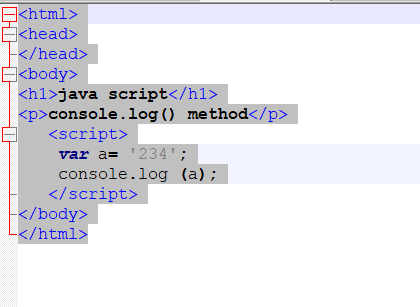 <html>
<head>
</head>
<body>
<h1>java script</h1>
<p>console.log() method</p>
<script>
var a= '234';
console.log (a);
</script>
</body>
</html>